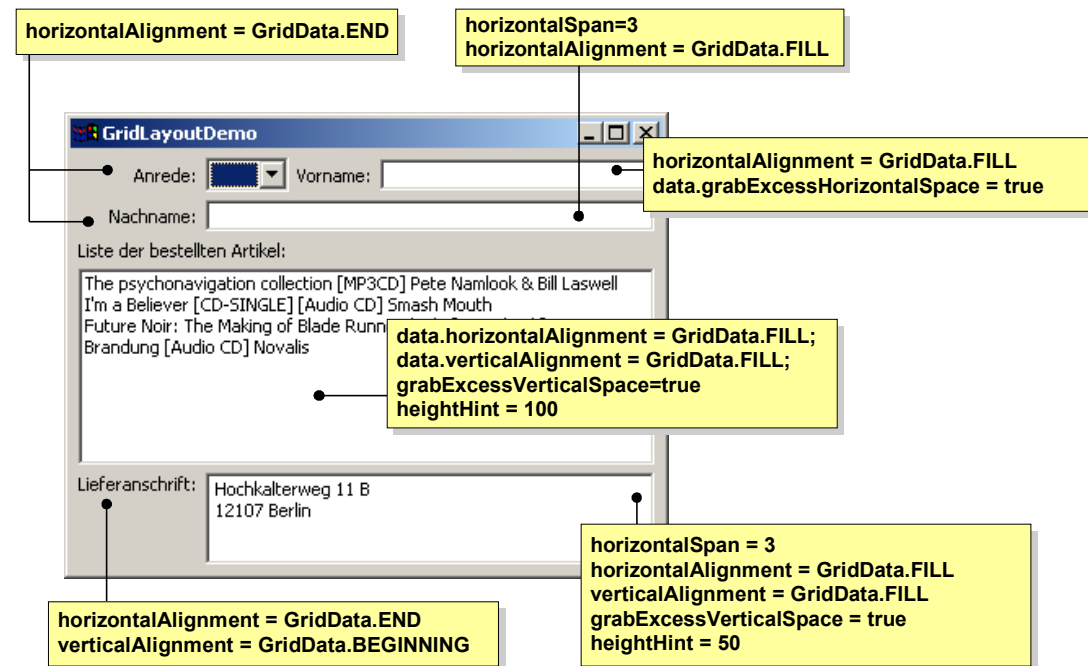 horizontalAlignment = GridData.END
horizontalSpan=3
horizontalAlignment = GridData.FILL
GridLayoutDemo
Anrede:
Vorname:
horizontalAlignment = GridData.FILL
data.grabExcessHorizontalSpace = true
Nachname:
Liste der bestellten Artikel:
The psychonavigation collection [MP3CD] Pete Namlook & Bill Laswell
I'm a Believer [CD-SINGLE] [Audio CD] Smash Mouth
Future Noir: The Making of Blade Runn
Brandung [Audio CD] Novalis
data.horizontalAlignment = GridData.FILL;
data.verticalAlignment = GridData.FILL;
grabExcessVerticalSpace=true
heightHint = 100
Lieferanschrift:
Hochkalterweg 11 B
12107 Berlin
horizontalSpan = 3
horizontalAlignment = GridData.FILL
verticalAlignment = GridData.FILL
grabExcessVerticalSpace = true
heightHint = 50
horizontalAlignment = GridData.END
verticalAlignment = GridData.BEGINNING